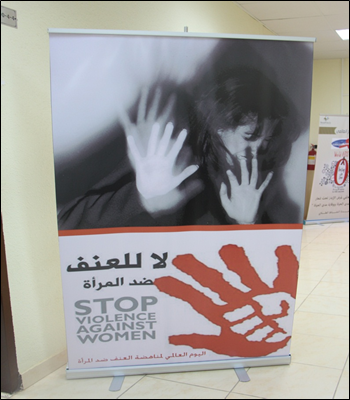 لا للعنف
ضد المرأة
STOP
VIOLENCE
AGAINST
WOMEN
اليوم العالمي لمناهضة العنف ضد المرأة